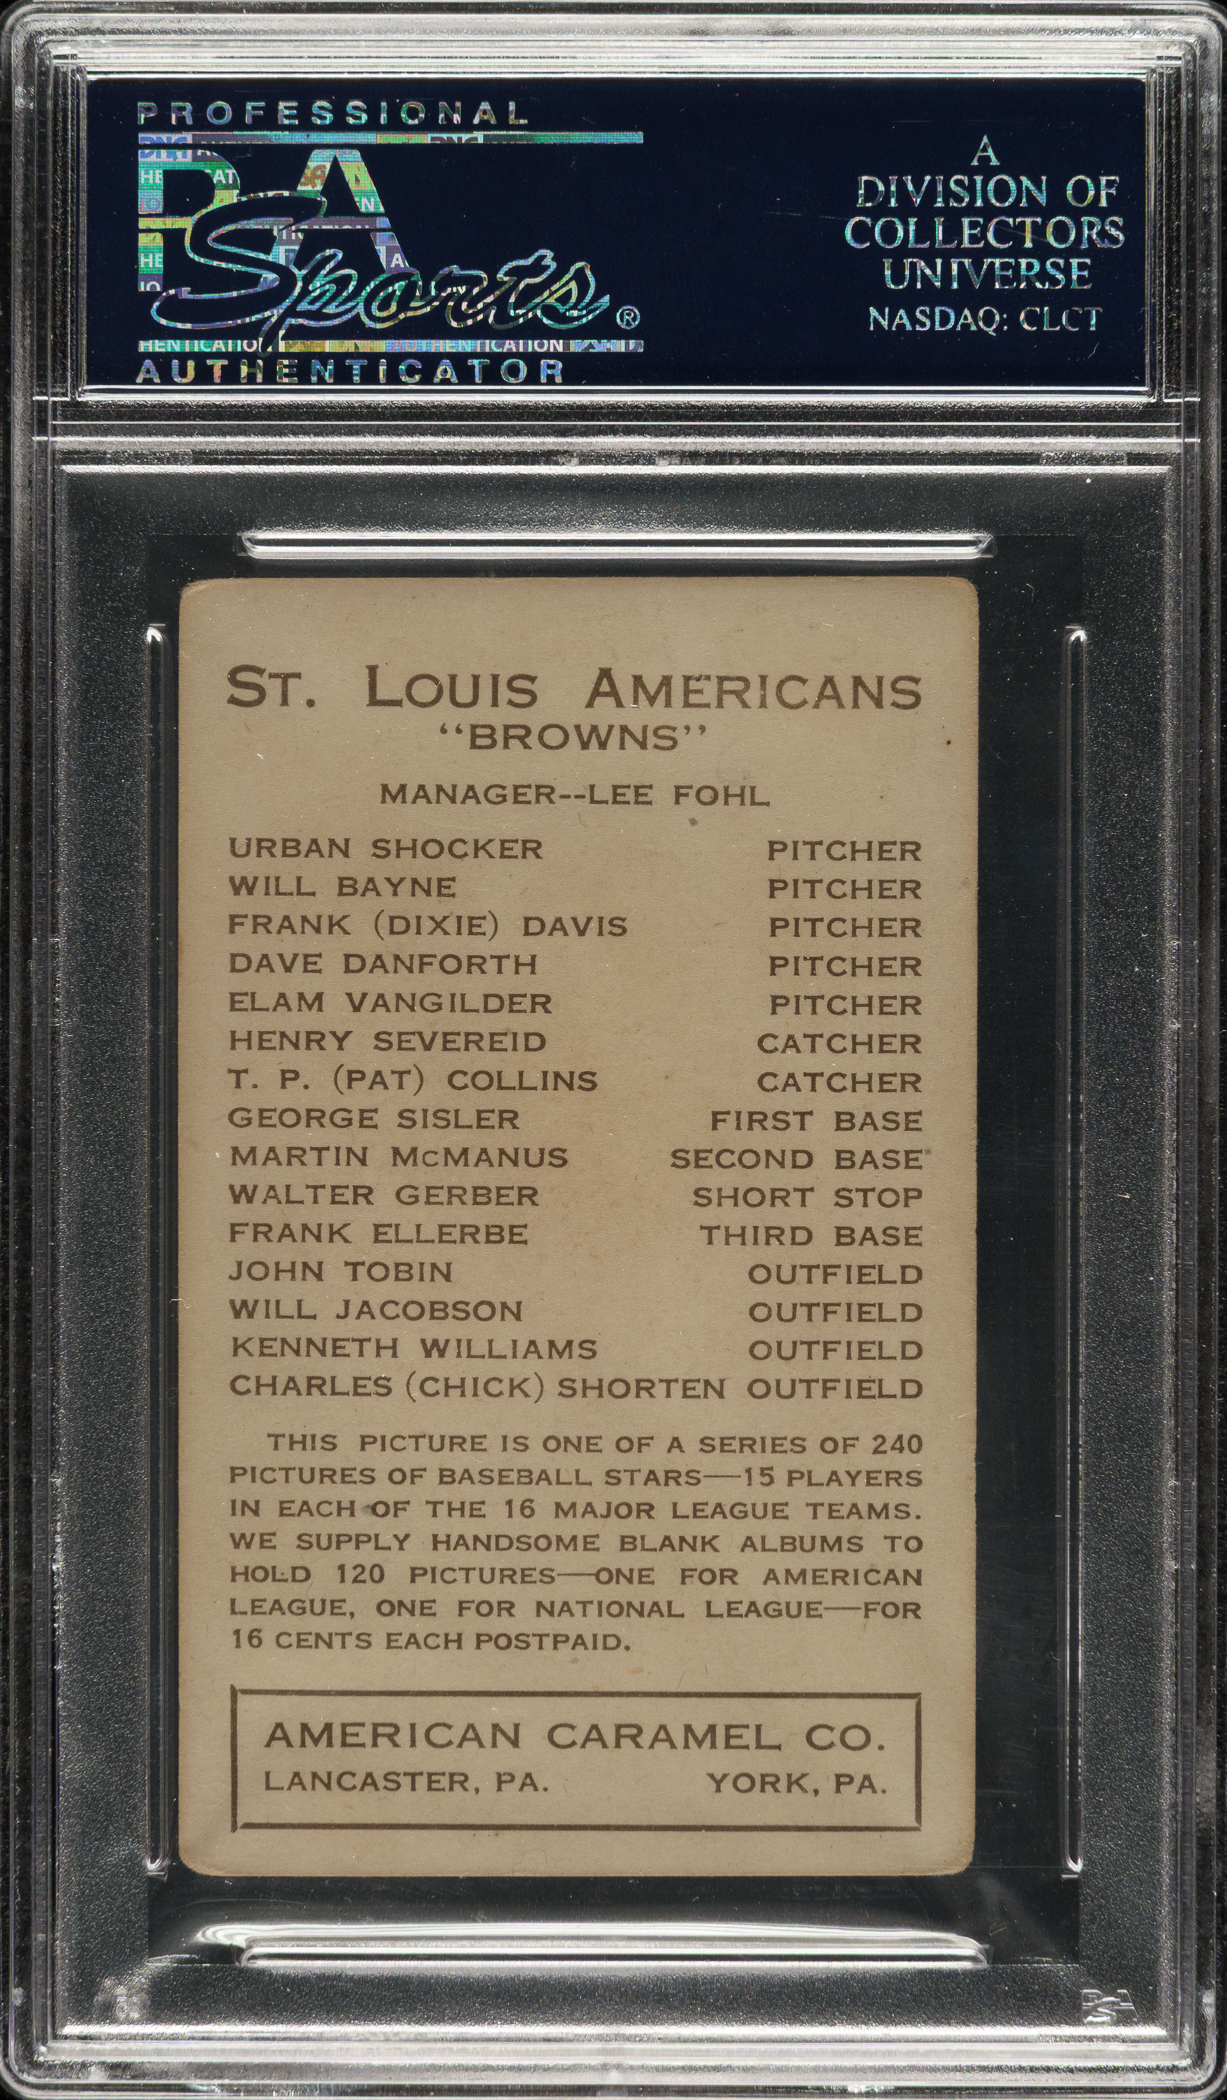 PROFESSIONAL
PSA
Sports®
AUTHENTICATOR
A
DIVISION OF
COLLECTORS
UNIVERSE
NASDAQ: CLCT
ST. LOUIS AMERICANS
“BROWNS”
MANAGER--LEE FOHL
URBAN SHOCKER PITCHER
WILL BAYNE PITCHER
FRANK (DIXIE) DAVIS PITCHER
DAVE DANFORTH PITCHER
ELAM VANGILDER PITCHER
HENRY SEVEREID CATCHER
T. P. (PAT) COLLINS CATCHER
GEORGE SISLER FIRST BASE
MARTIN McMANUS SECOND BASE
WALTER GERBER SHORT STOP
FRANK ELLERBE THIRD BASE
JOHN TOBIN OUTFIELD
WILL JACOBSON OUTFIELD
KENNETH WILLIAMS OUTFIELD
CHARLES (CHICK) SHORTEN OUTFIELD
THIS PICTURE IS ONE OF A SERIES OF 240
PICTURES OF BASEBALL STARS—15 PLAYERS
IN EACH OF THE 16 MAJOR LEAGUE TEAMS.
WE SUPPLY HANDSOME BLANK ALBUMS TO
HOLD 120 PICTURES—ONE FOR AMERICAN
LEAGUE, ONE FOR NATIONAL LEAGUE—FOR
16 CENTS EACH POSTPAID.
AMERICAN CARAMEL CO.
LANCASTER, PA. YORK, PA.
PSA